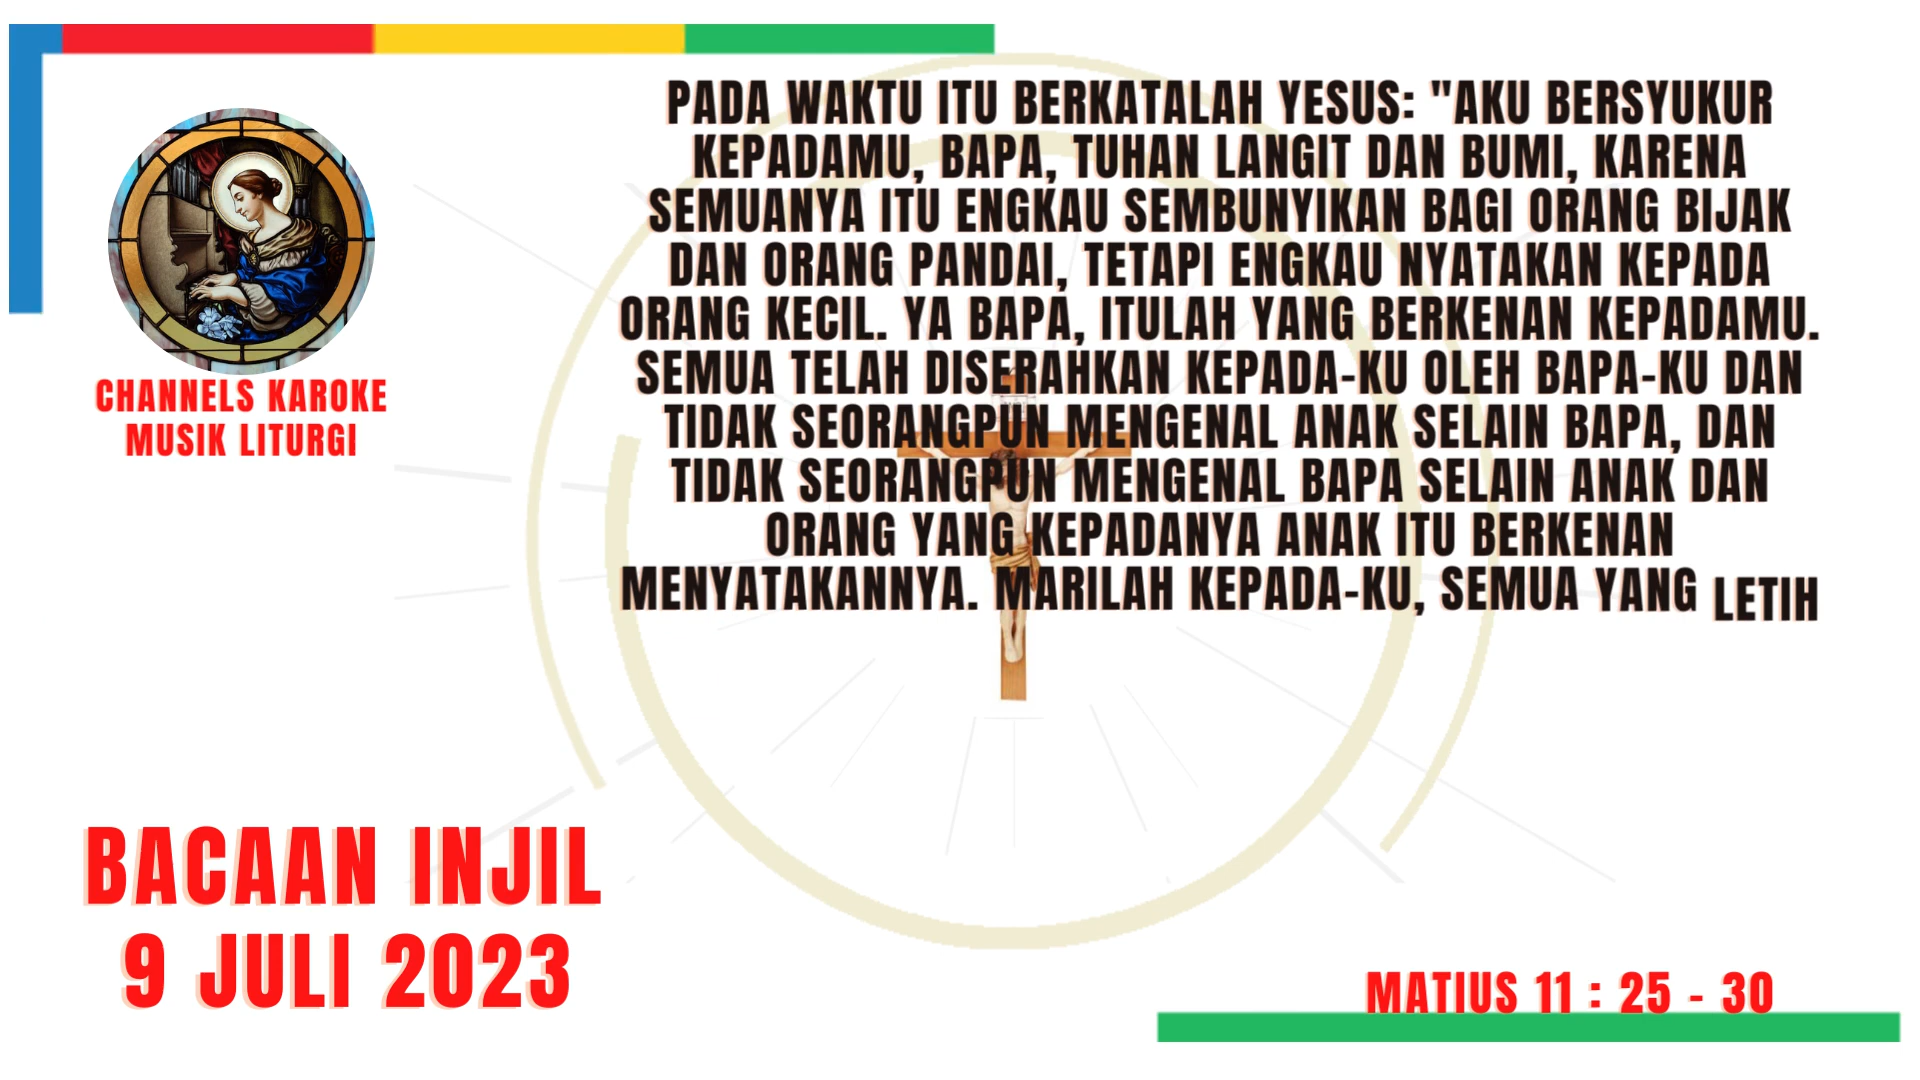 PADA WAKTU ITU BERKATALAH YESUS: "AKU BERSYUKUR
KEPADAMU, BAPA, TUHAN LANGIT DAN BUMI, KARENA
SEMUANYA ITU ENGKAU SEMBUNYIKAN BAGI ORANG BIJAK
DAN ORANG PANDAI, TETAPI ENGKAU NYATAKAN KEPADA
ORANG KECIL. YA BAPA, ITULAH YANG BERKENAN KEPADAMU.
SEMUA TELAH DISERAHKAN KEPADA-KU OLEH BAPA-KU DAN
TIDAK SEORANGPUN MENGENAL ANAK SELAIN BAPA, DAN
TIDAK SEORANGPUN MENGENAL BAPA SELAIN ANAK DAN
ORANG YANG KEPADANYA ANAK ITU BERKENAN
MENYATAKANNYA. MARILAH KEPADA-KU, SEMUA YANG LETIH
CHANNELS KAROKE
MUSIK LITURGI
BACAAN INJIL
9 JULI 2023
MATIUS 11 : 25 - 30